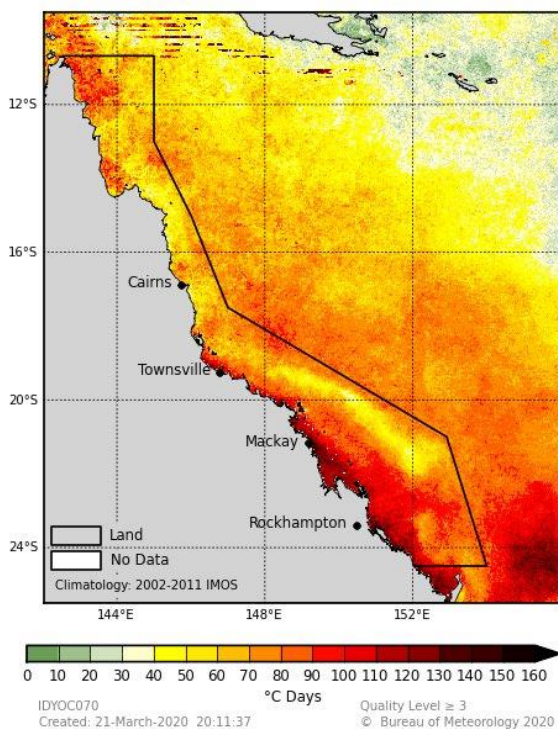 12°S
16°S
Cairns
Townsville
20°S
Mackay
Rockhampton
24°S
Land
No Data
Climatology: 2002-2011 IMOS
144°E 148°E 152°E
0 10 20 30 40 50 60 70 80 90 100 110 120 130 140 150 160
°C Days
IDYOC070 Quality Level ≥ 3
Created: 21-March-2020 20:11:37 © Bureau of Meteorology 2020